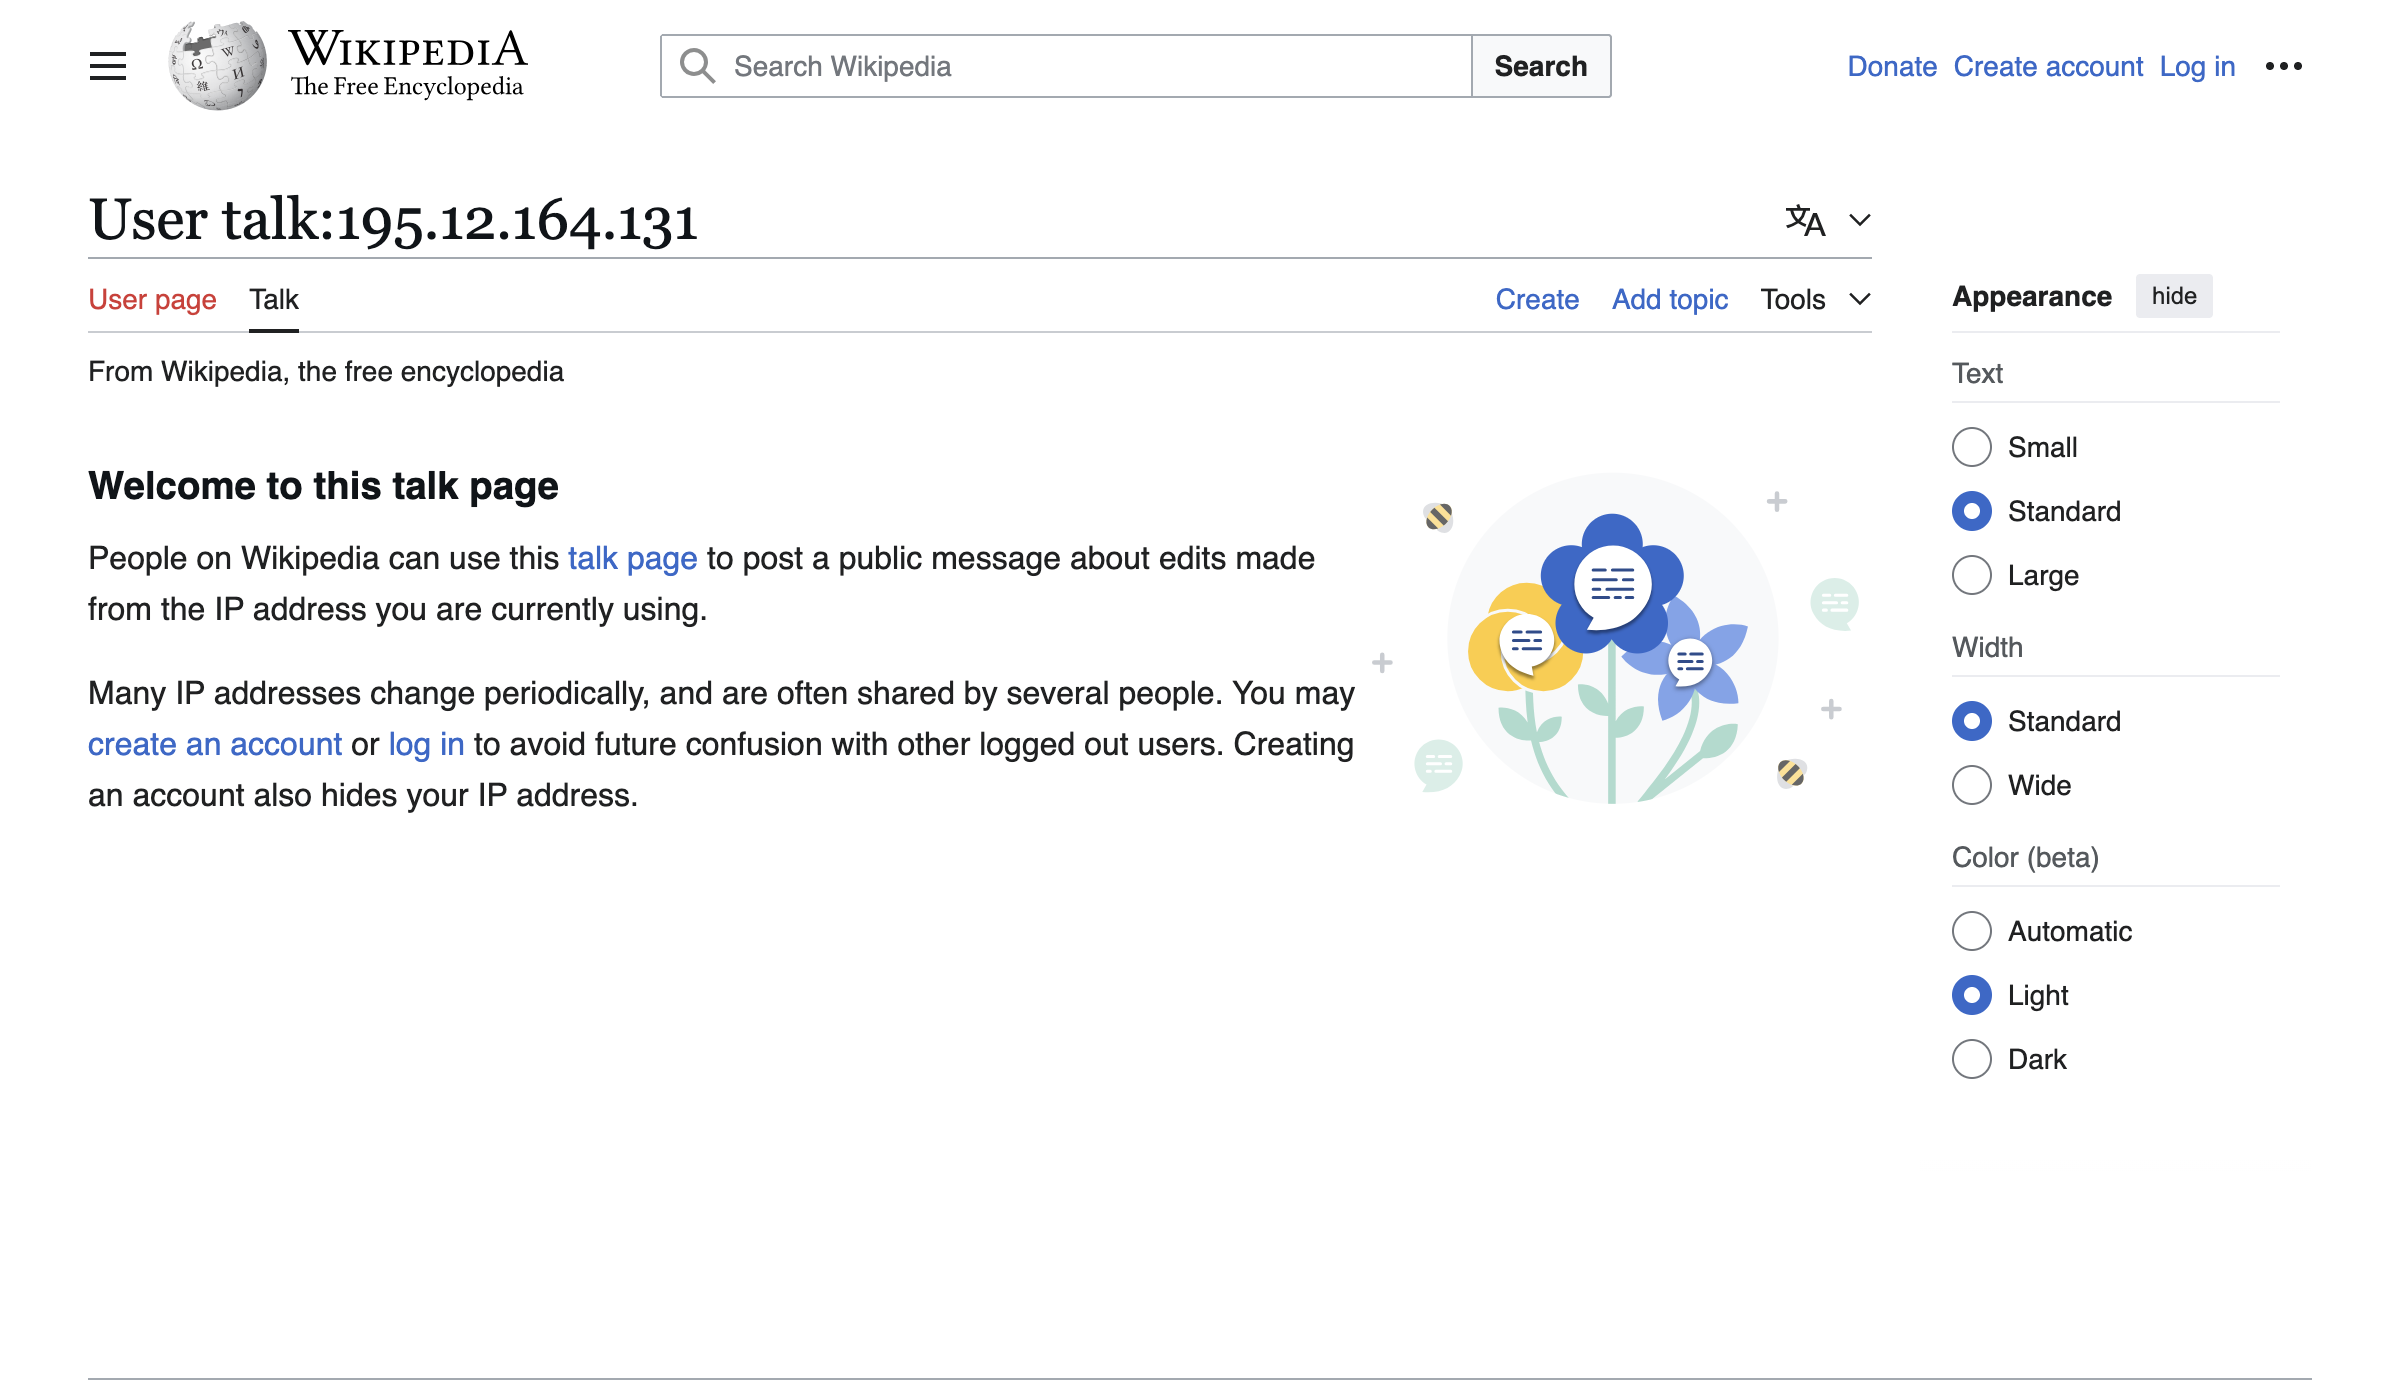 WIKIPEDIA
The Free Encyclopedia
Search Wikipedia
Search
Donate Create account Log in
User talk:195.12.164.131
User page Talk
Create Add topic Tools
From Wikipedia, the free encyclopedia
Welcome to this talk page
People on Wikipedia can use this talk page to post a public message about edits made
from the IP address you are currently using.
Many IP addresses change periodically, and are often shared by several people. You may
create an account or log in to avoid future confusion with other logged out users. Creating
an account also hides your IP address.
Appearance hide
Text
Small
Standard
Large
Width
Standard
Wide
Color (beta)
Automatic
Light
Dark